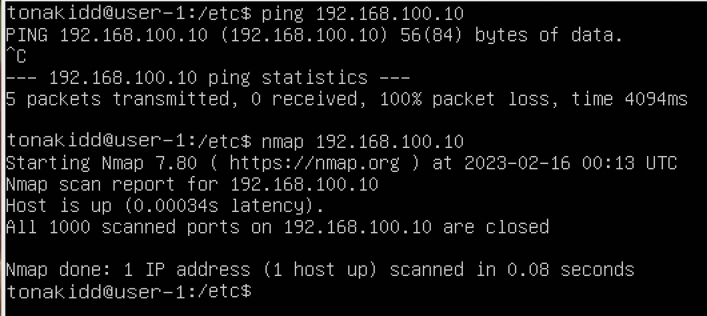 tonakidd@user-1:/etc$ ping 192.168.100.10
PING 192.168.100.10 (192.168.100.10) 56(84) bytes of data.
^C
--- 192.168.100.10 ping statistics ---
5 packets transmitted, 0 received, 100% packet loss, time 4094ms

tonakidd@user-1:/etc$ nmap 192.168.100.10
Starting Nmap 7.80 ( https://nmap.org ) at 2023-02-16 00:13 UTC
Nmap scan report for 192.168.100.10
Host is up (0.00034s latency).
All 1000 scanned ports on 192.168.100.10 are closed

Nmap done: 1 IP address (1 host up) scanned in 0.08 seconds
tonakidd@user-1:/etc$